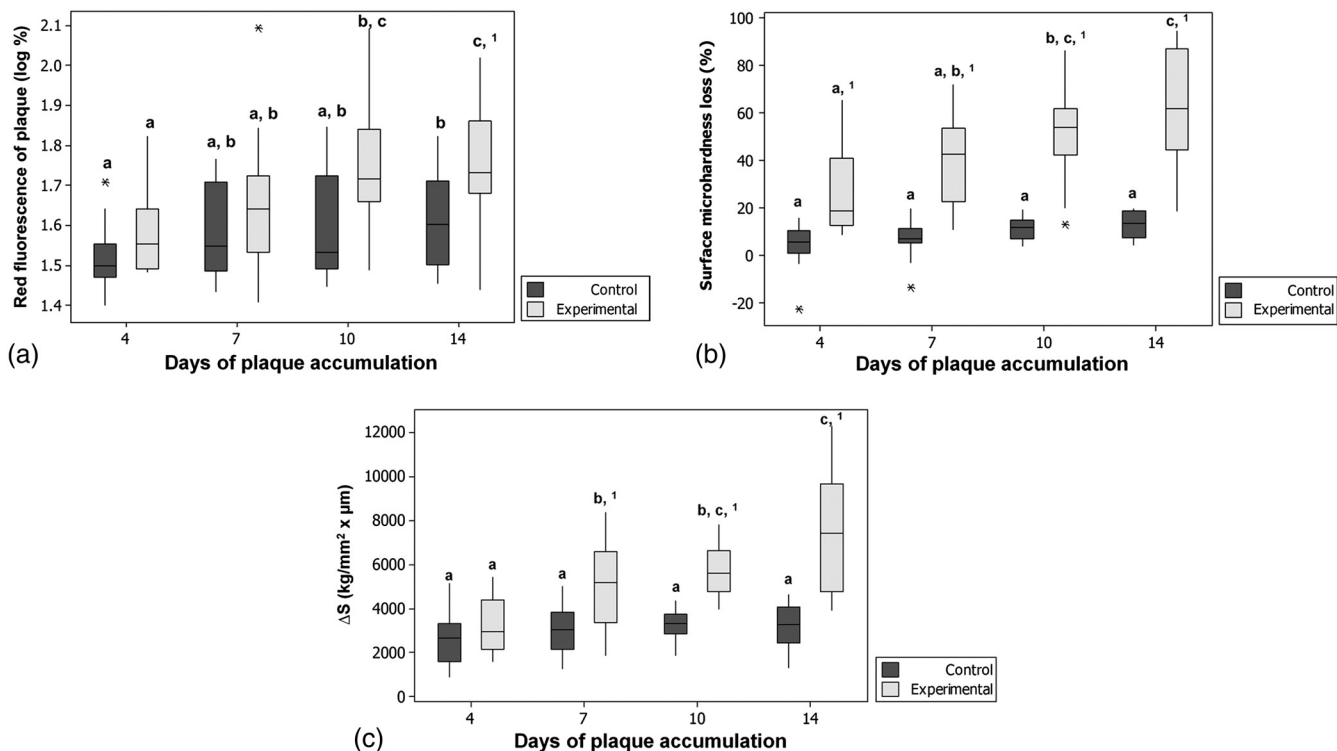 Red fluorescence of plaque (log %)
2.1
2.0
1.9
1.8
1.7
1.6
1.5
1.4
a
a
a, b
a, b
a, b
b, c
b
c, ¹
*
*
4 7 10 14
Days of plaque accumulation
Control
Experimental
(a)
Surface microhardness loss (%)
100
80
60
40
20
0
-20
a
a, ¹
a
a, b, ¹
a
b, c, ¹
a
c, ¹
*
*
*
4 7 10 14
Days of plaque accumulation
Control
Experimental
(b)
ΔS (kg/mm² x µm)
12000
10000
8000
6000
4000
2000
0
a
a
a
b, ¹
a
b, c, ¹
a
c, ¹
4 7 10 14
Days of plaque accumulation
Control
Experimental
(c)